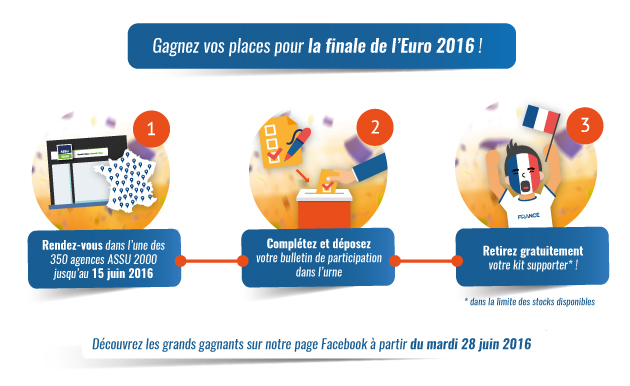 Gagnez vos places pour la finale de l'Euro 2016 !
1
2
3
FRANCE
Rendez-vous dans l'une des
350 agences ASSU 2000
jusqu'au 15 juin 2016
Complétez et déposez
votre bulletin de participation
dans l'urne
Retirez gratuitement
votre kit supporter* !
* dans la limite des stocks disponibles
Découvrez les grands gagnants sur notre page Facebook à partir du mardi 28 juin 2016